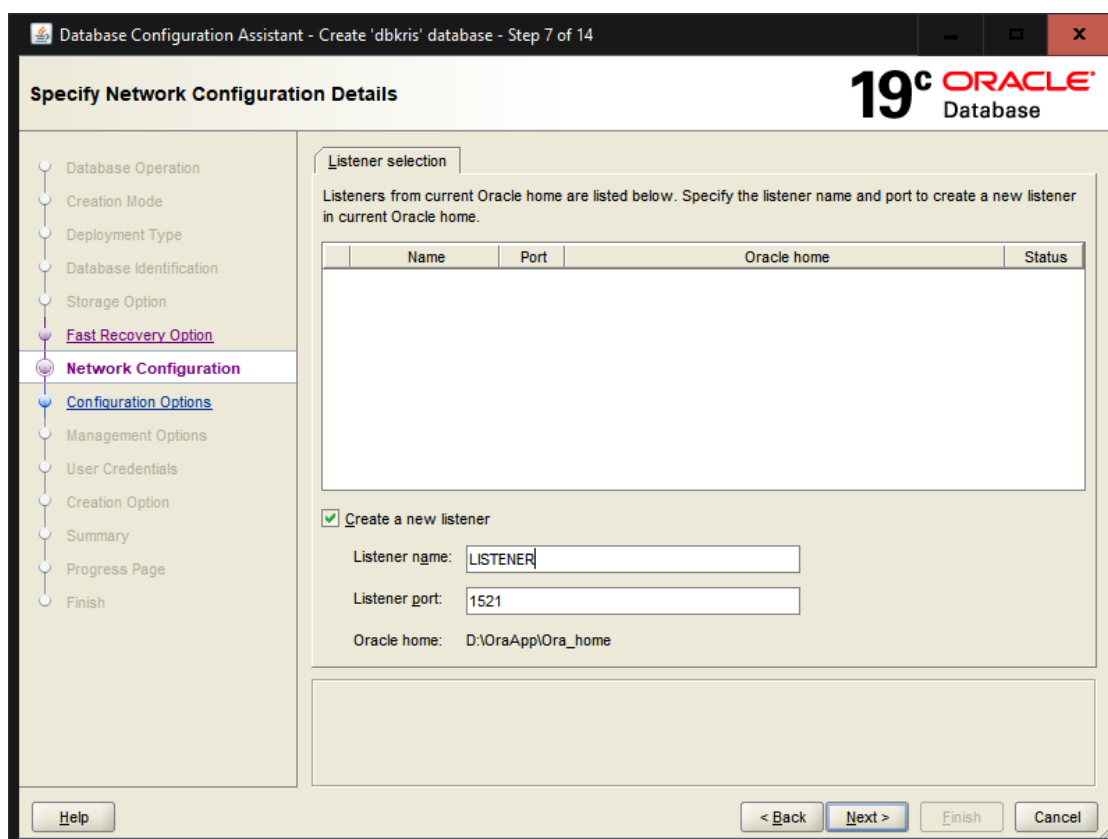 Database Configuration Assistant - Create 'dbkris' database - Step 7 of 14
X
Specify Network Configuration Details
19c ORACLE
Database
Database Operation
Creation Mode
Deployment Type
Database Identification
Storage Option
Fast Recovery Option
Network Configuration
Configuration Options
Management Options
User Credentials
Creation Option
Summary
Progress Page
Finish
Listener selection
Listeners from current Oracle home are listed below. Specify the listener name and port to create a new listener
in current Oracle home.
Name Port Oracle home Status
Create a new listener
Listener name: LISTENER
Listener port: 1521
Oracle home: D:\OraApp\Ora_home
Help
< Back Next > Finish Cancel